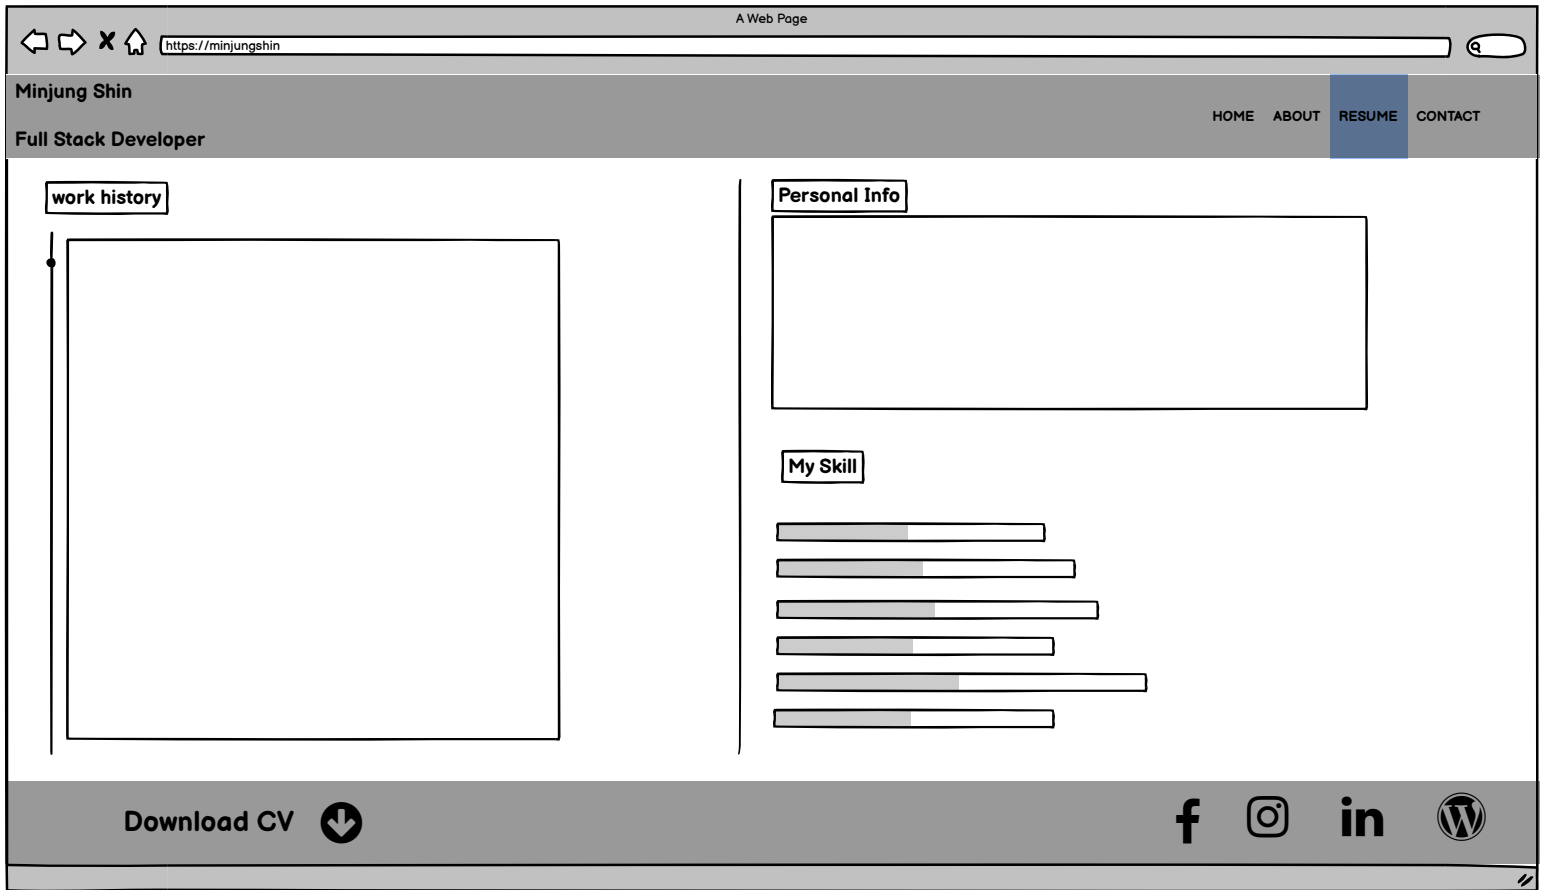 A Web Page
https://minjungshin
Minjung Shin
Full Stack Developer
HOME ABOUT RESUME CONTACT
work history
Personal Info
My Skill
Download CV